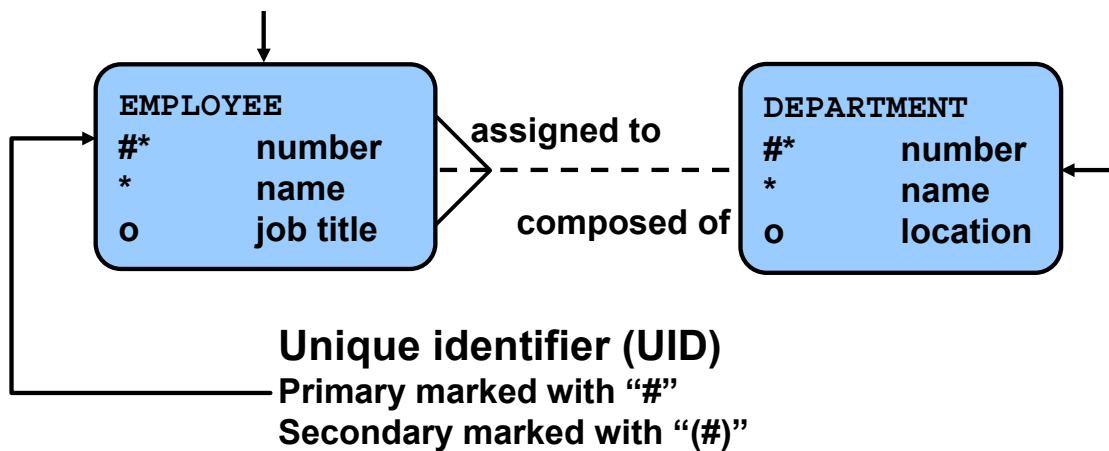 EMPLOYEE
#* number
* name
o job title
assigned to
composed of
DEPARTMENT
#* number
* name
o location
Unique identifier (UID)
Primary marked with “#”
Secondary marked with “(#)”